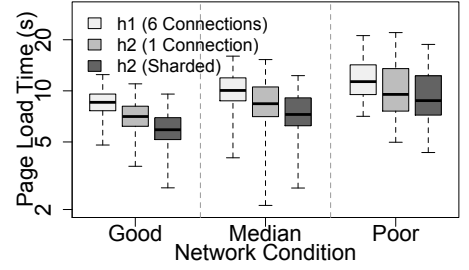 Page Load Time (s)
20
10
5
2
h1 (6 Connections)
h2 (1 Connection)
h2 (Sharded)
Good
Median
Poor
Network Condition